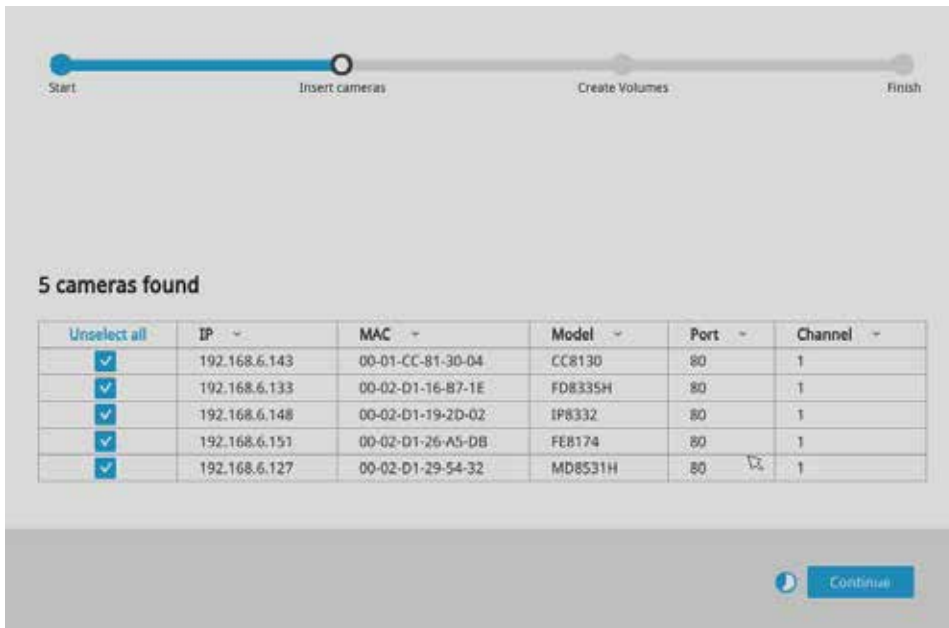 Start Insert cameras Create Volumes Finish
5 cameras found
Unselect all IP MAC Model Port Channel
192.168.6.143 00-01-CC-81-30-04 CC8130 80 1
192.168.6.133 00-02-D1-16-B7-1E FD8335H 80 1
192.168.6.148 00-02-D1-19-2D-02 IP8332 80 1
192.168.6.151 00-02-D1-26-A5-DB FE8174 80 1
192.168.6.127 00-02-D1-29-54-32 MD8531H 80 1
Continue